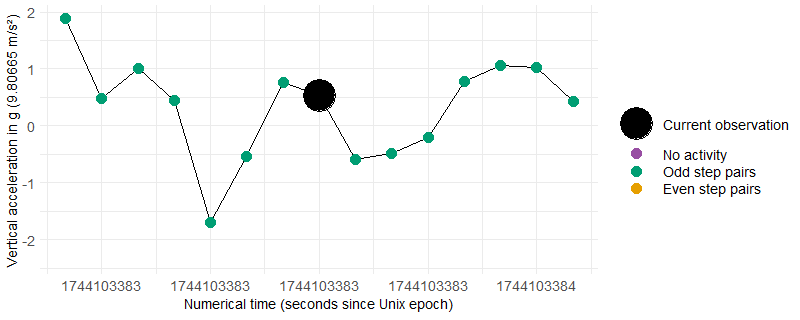 Vertical acceleration in g (9.80665 m/s²)
2
1
0
-1
-2
1744103383 1744103383 1744103383 1744103383 1744103384
Numerical time (seconds since Unix epoch)
Current observation
No activity
Odd step pairs
Even step pairs